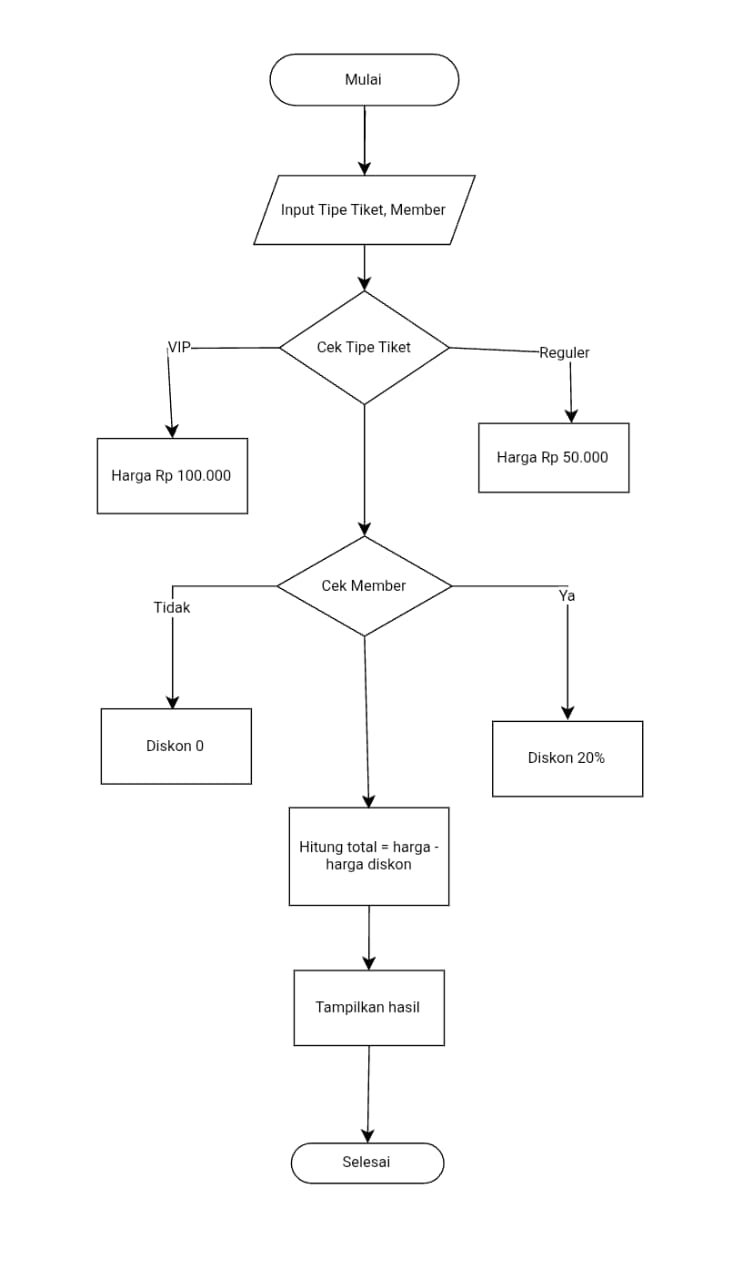 Mulai
Input Tipe Tiket, Member
Cek Tipe Tiket
VIP
Reguler
Harga Rp 100.000
Harga Rp 50.000
Cek Member
Tidak
Ya
Diskon 0
Diskon 20%
Hitung total = harga -
harga diskon
Tampilkan hasil
Selesai